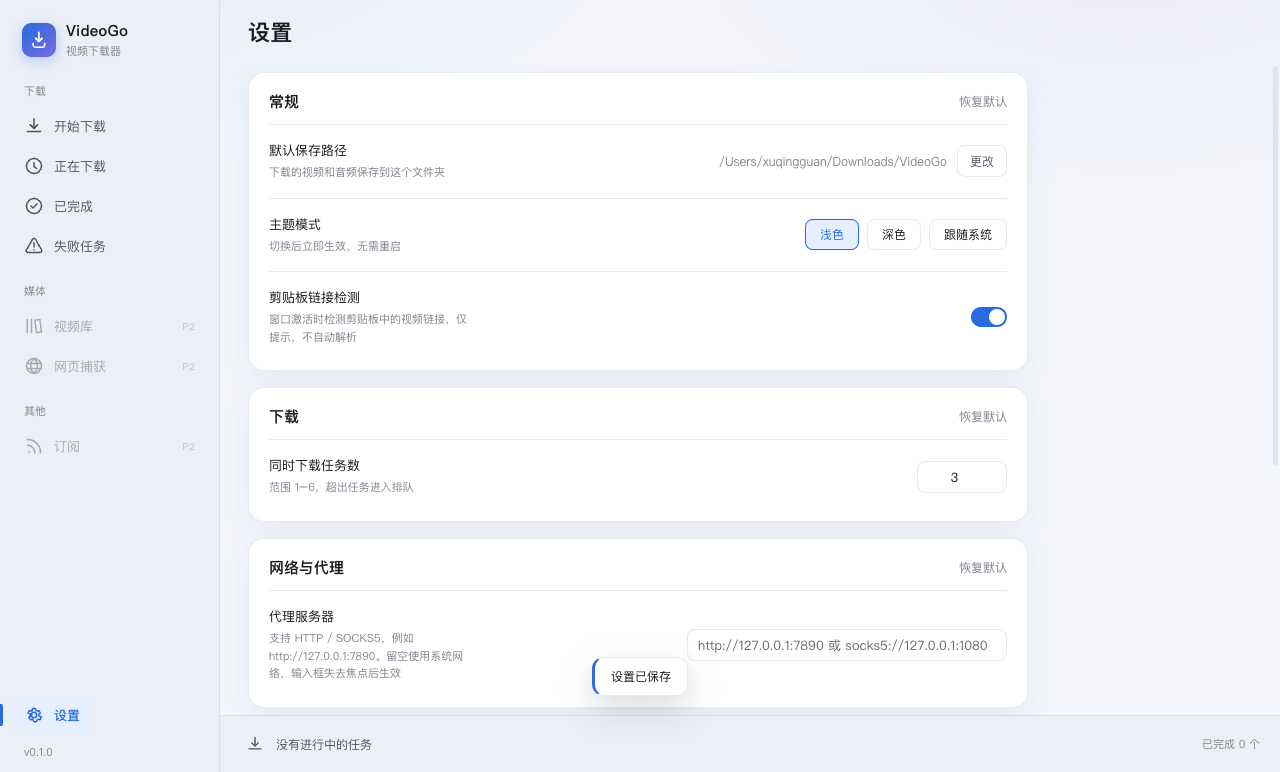 VideoGo
视频下载器
下载
开始下载
正在下载
已完成
失败任务
媒体
视频库 P2
网页捕获 P2
其他
订阅 P2
设置
v0.1.0
设置
常规 恢复默认
默认保存路径
下载的视频和音频保存到这个文件夹
/Users/xuqingguan/Downloads/VideoGo 更改
主题模式
切换后立即生效，无需重启
浅色 深色 跟随系统
剪贴板链接检测
窗口激活时检测剪贴板中的视频链接，仅
提示，不自动解析
下载 恢复默认
同时下载任务数
范围 1–6，超出任务进入排队
3
网络与代理 恢复默认
代理服务器
支持 HTTP / SOCKS5，例如
http://127.0.0.1:7890。留空使用系统网
络，输入框失去焦点后生效
http://127.0.0.1:7890 或 socks5://127.0.0.1:1080
设置已保存
没有进行中的任务
已完成 0 个